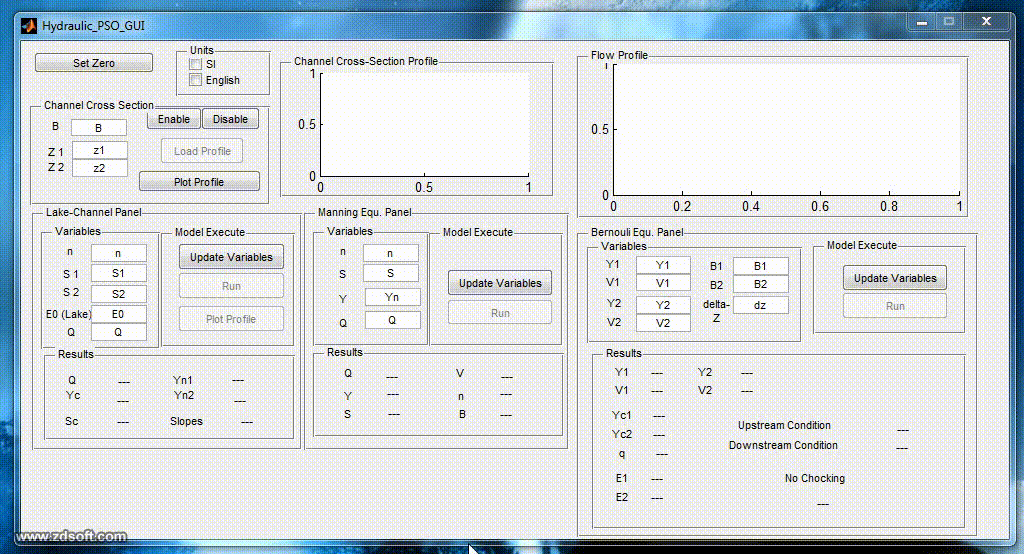 Hydraulic_PSO_GUI
Set Zero
Units
SI
English
Channel Cross Section
B B
Z 1 z1
Z 2 z2
Enable Disable
Load Profile
Plot Profile
Channel Cross-Section Profile
1
0.5
0
0 0.5 1
Flow Profile
1
0.5
0
0 0.2 0.4 0.6 0.8 1
Lake-Channel Panel
Variables
n n
S 1 S1
S 2 S2
E0 (Lake) E0
Q Q
Model Execute
Update Variables
Run
Plot Profile
Results
Q --- Yn1 ---
Yc --- Yn2 ---
Sc --- Slopes ---
Manning Equ. Panel
Variables
n n
S S
Y Yn
Q Q
Model Execute
Update Variables
Run
Results
Q --- V ---
Y --- n ---
S --- B ---
Bernouli Equ. Panel
Variables
Y1 Y1 B1 B1
V1 V1 B2 B2
Y2 Y2 delta-Z dz
V2 V2
Model Execute
Update Variables
Run
Results
Y1 --- Y2 ---
V1 --- V2 ---
Yc1 ---
Yc2 ---
q ---
E1 ---
E2 ---
Upstream Condition ---
Downstream Condition ---
No Chocking
---
www.zdsoft.com